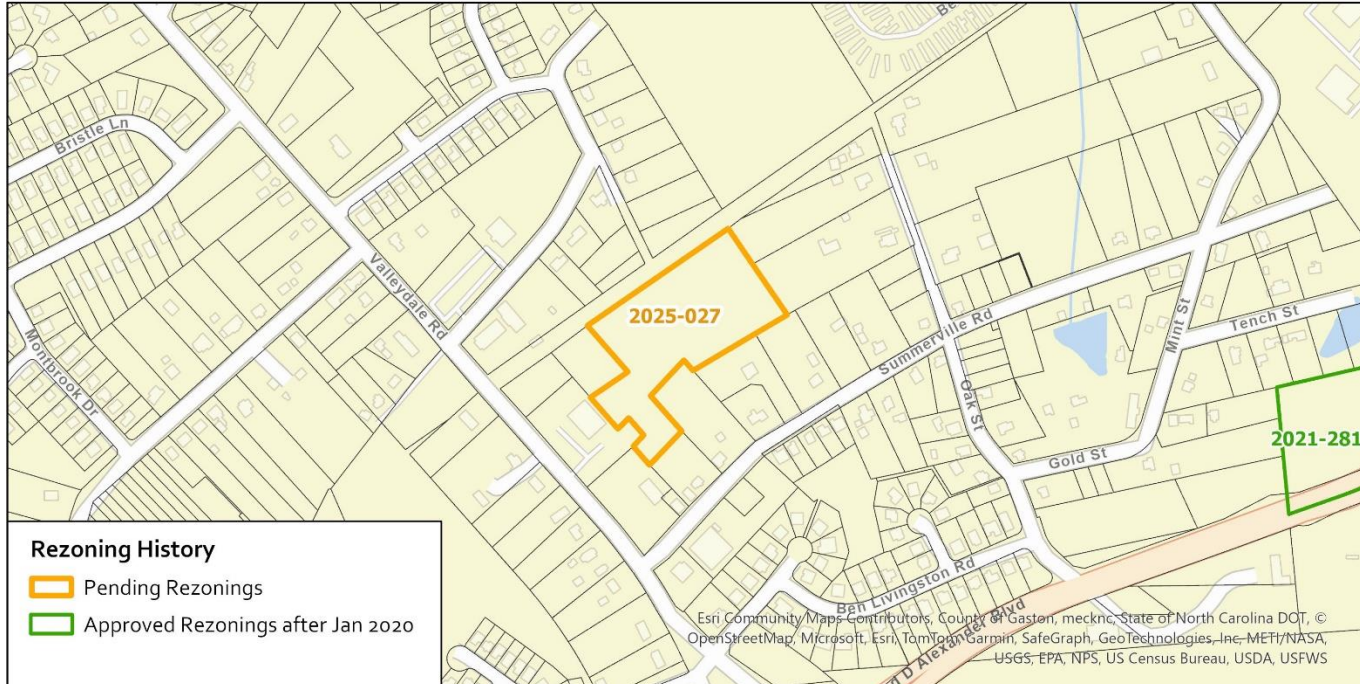 Bristle Ln
Valleydale Rd
Montbrook Dr
2025-027
Summerville Rd
Oak St
Mint St
Tench St
Gold St
2021-281
Ben Livingston Rd
d D Alexander Blvd
Rezoning History
Pending Rezonings
Approved Rezonings after Jan 2020
Esri Community Maps Contributors, County of Gaston, mecknc, State of North Carolina DOT, ©
OpenStreetMap, Microsoft, Esri, TomTom, Garmin, SafeGraph, GeoTechnologies, Inc, METI/NASA,
USGS, EPA, NPS, US Census Bureau, USDA, USFWS